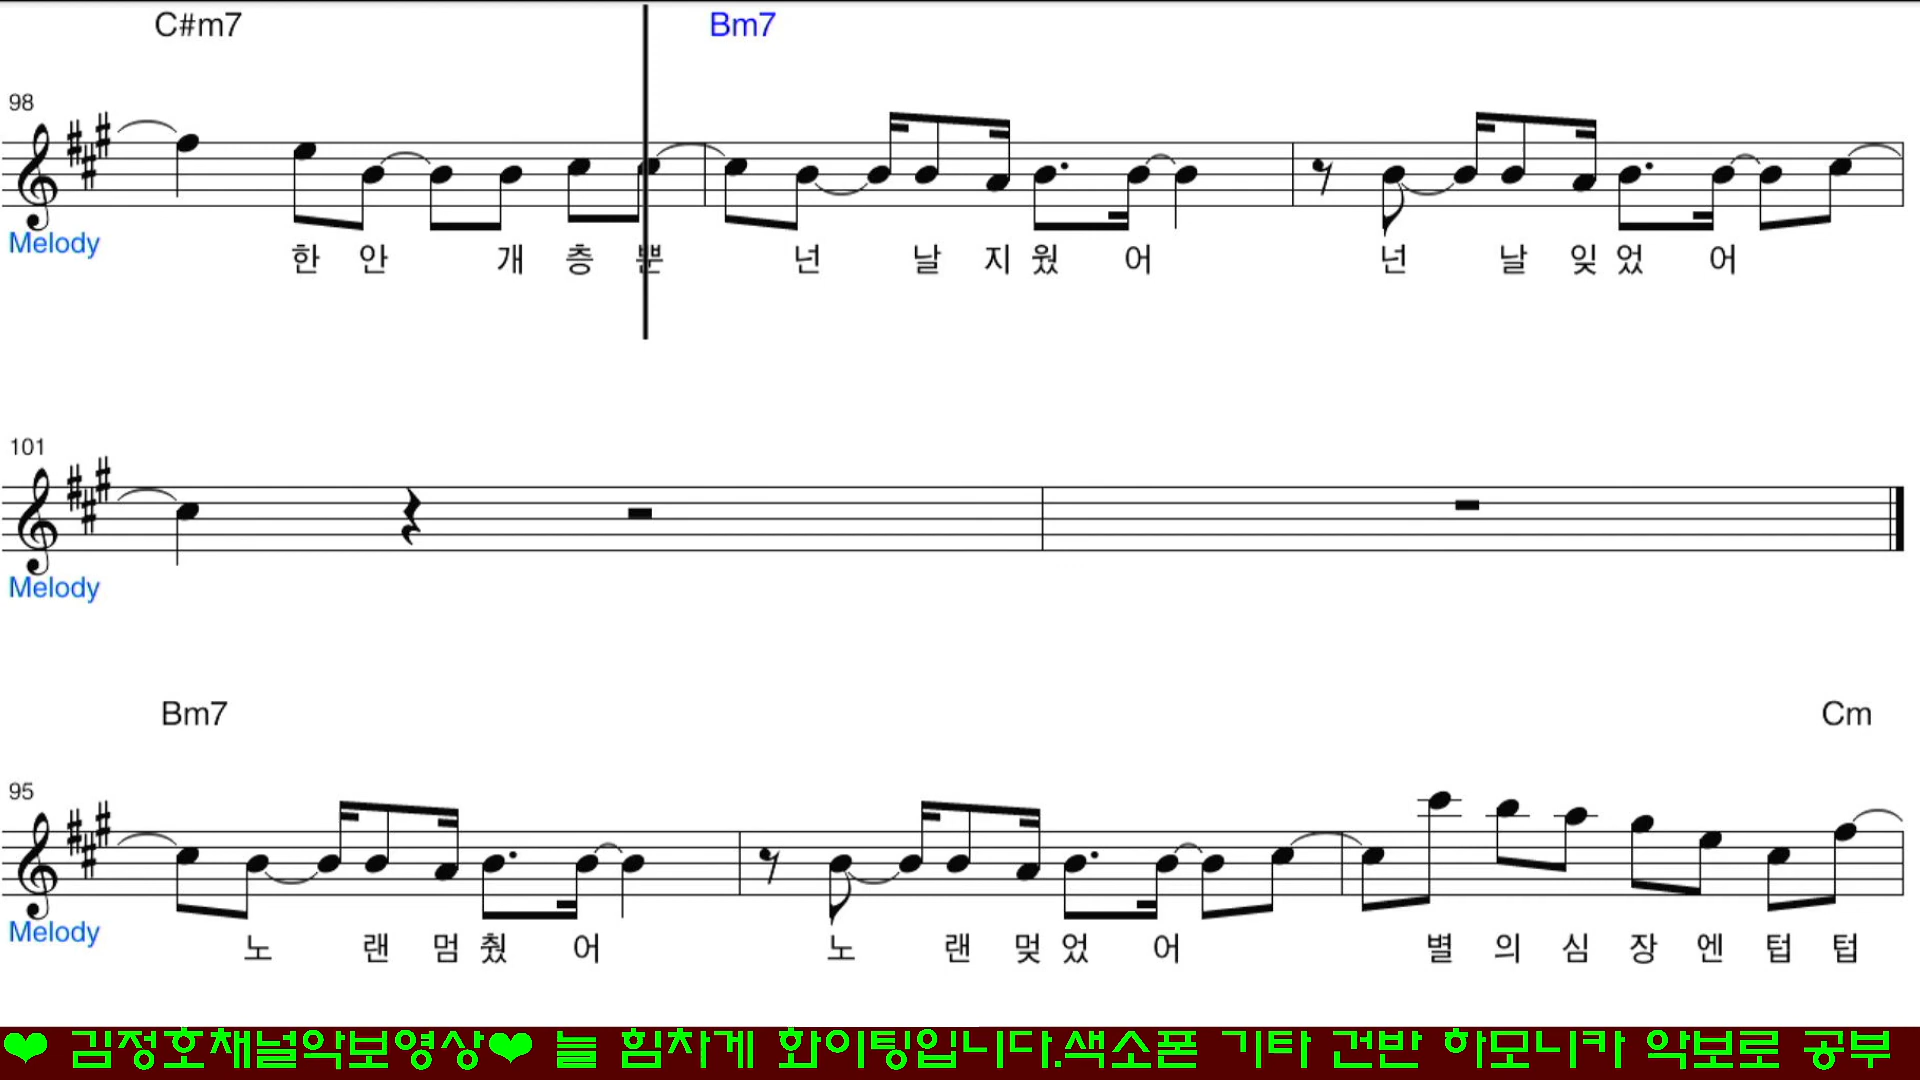 C#m7 Bm7
98
Melody
한 안 개 층 뿐 넌 날 지 웠 어 넌 날 잊 었 어
101
Melody
Bm7 Cm
95
Melody
노 랜 멈 췄 어 노 랜 멎 었 어 별 의 심 장 엔 텁 텁
❤ 김정호채널악보영상❤ 늘 힘차게 화이팅입니다.색소폰 기타 건반 하모니카 악보로 공부